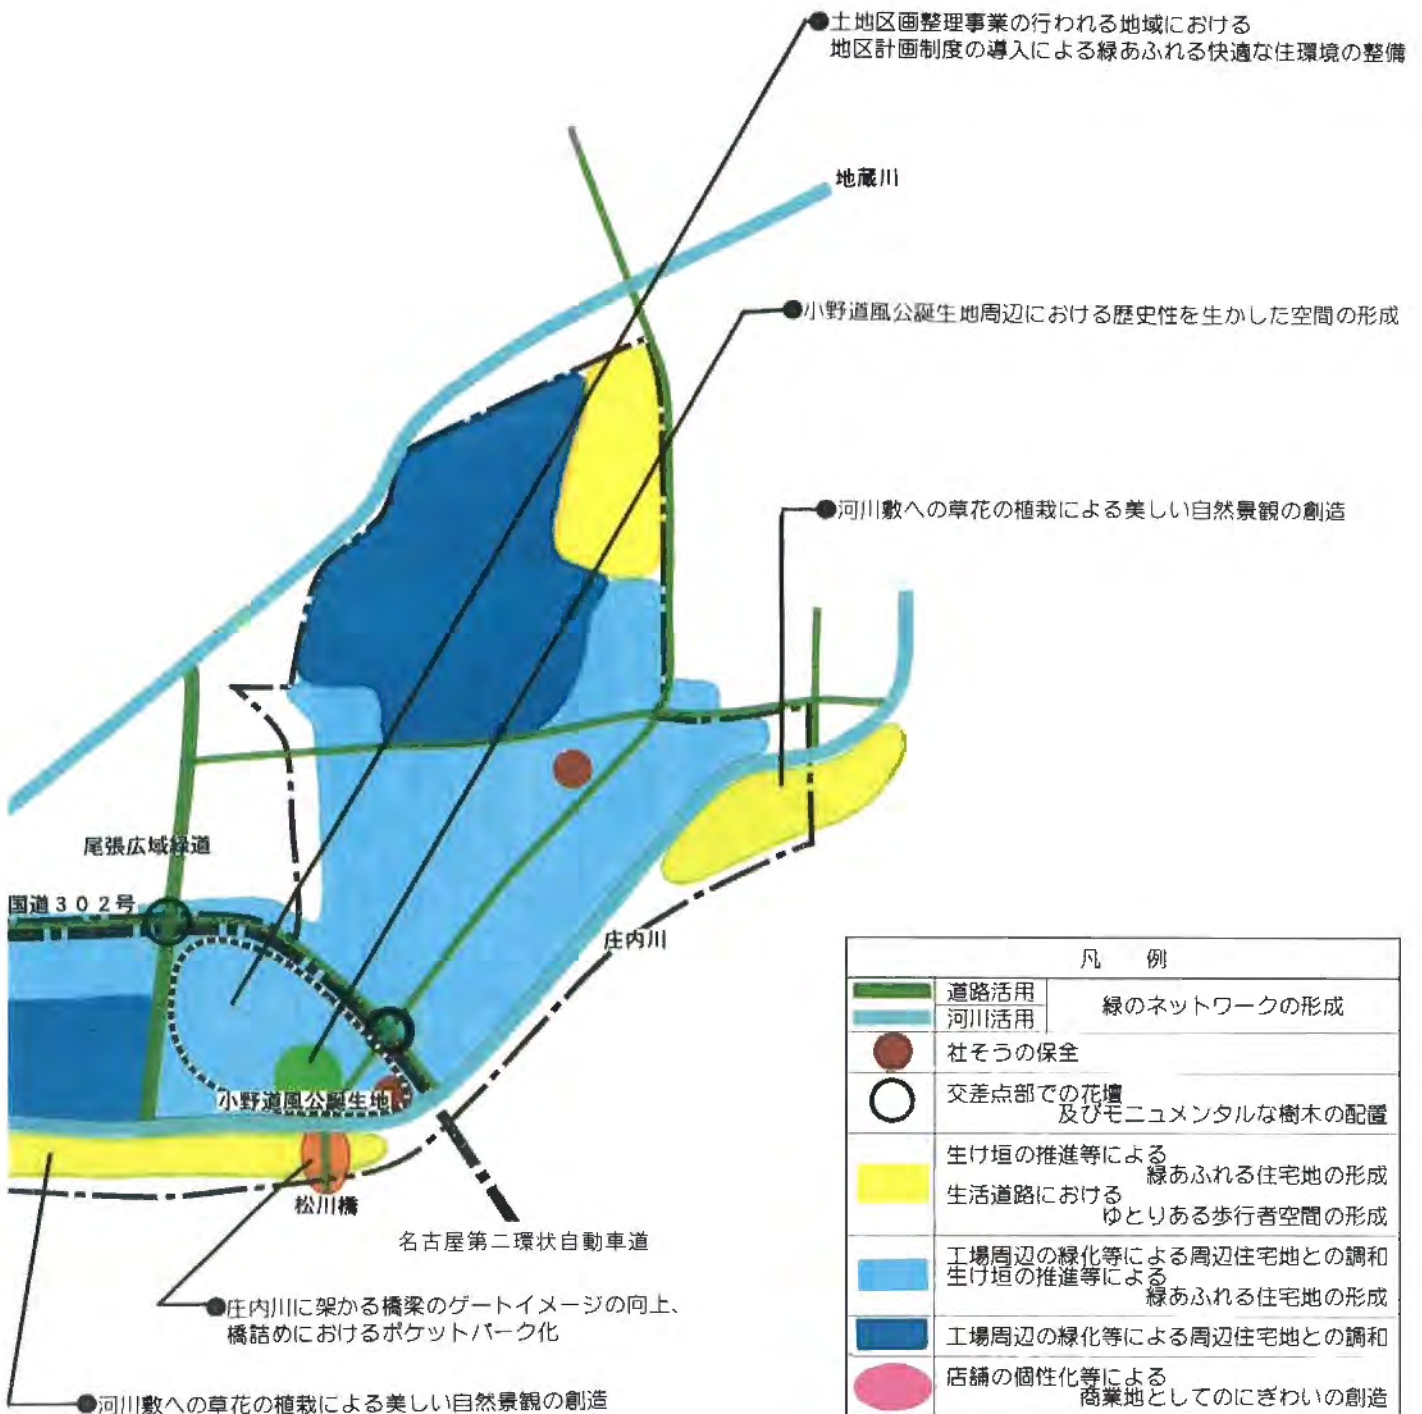 土地区画整理事業の行われる地域における
地区計画制度の導入による緑あふれる快適な住環境の整備
地蔵川
小野道風公誕生地周辺における歴史性を生かした空間の形成
河川敷への草花の植栽による美しい自然景観の創造
尾張広域緑道
国道302号
庄内川
小野道風公誕生地
松川橋
名古屋第二環状自動車道
庄内川に架かる橋梁のゲートイメージの向上、
橋詰めにおけるポケットパーク化
河川敷への草花の植栽による美しい自然景観の創造
凡 例
道路活用
河川活用
緑のネットワークの形成
社そうの保全
交差点部での花壇
及びモニュメンタルな樹木の配置
生け垣の推進等による
緑あふれる住宅地の形成
生活道路における
ゆとりある歩行者空間の形成
工場周辺の緑化等による周辺住宅地との調和
生け垣の推進等による
緑あふれる住宅地の形成
工場周辺の緑化等による周辺住宅地との調和
店舗の個性化等による
商業地としてのにぎわいの創造